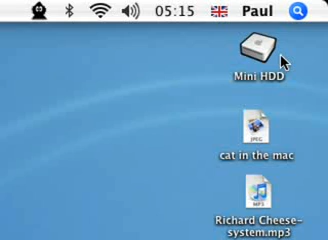 05:15 Paul
Mini HDD
JPEG
cat in the mac
MP3
Richard Cheese-
system.mp3